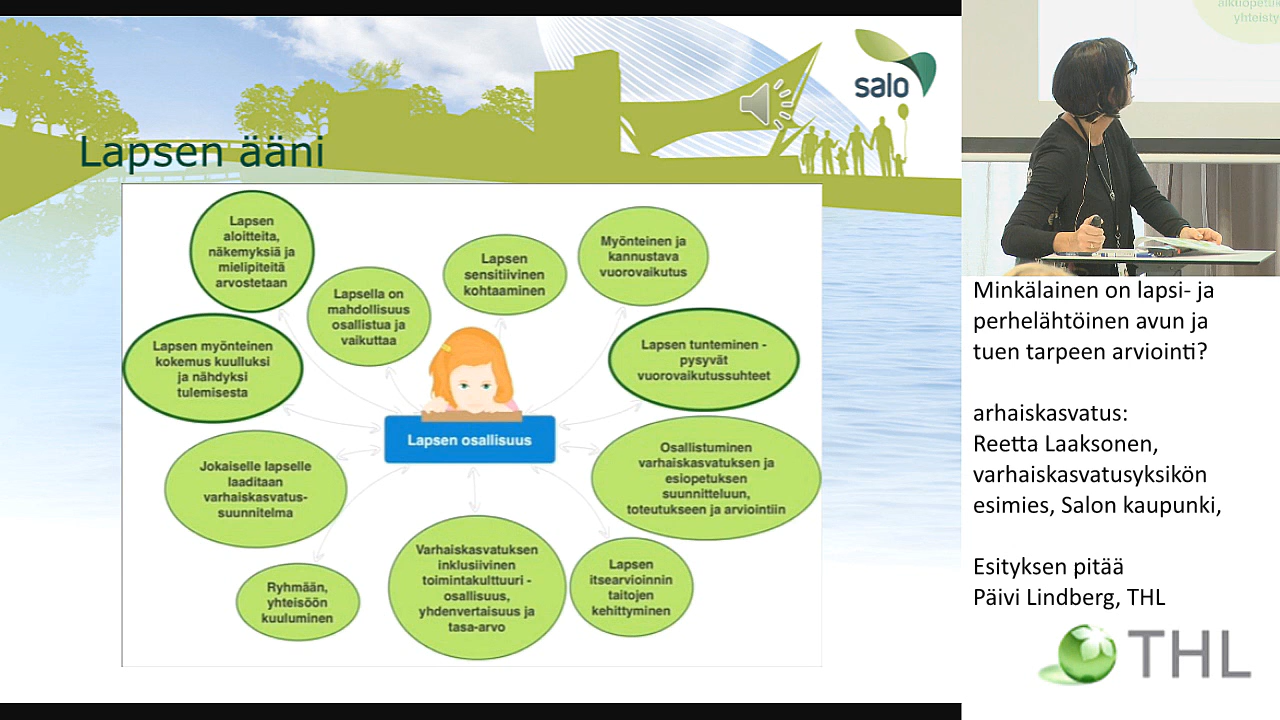 salo
Lapsen ääni
Lapsen
aloitteita,
näkemyksiä ja
mielipiteitä
arvostetaan
Lapsella on
mahdollisuus
osallistua ja
vaikuttaa
Lapsen
sensitiivinen
kohtaaminen
Myönteinen ja
kannustava
vuorovaikutus
Lapsen myönteinen
kokemus kuulluksi
ja nähdyksi
tulemisesta
Lapsen tunteminen -
pysyvät
vuorovaikutussuhteet
Lapsen osallisuus
Jokaiselle lapselle
laaditaan
varhaiskasvatus-
suunnitelma
Osallistuminen
varhaiskasvatuksen ja
esiopetuksen
suunnitteluun,
toteutukseen ja arviointiin
Ryhmään,
yhteisöön
kuuluminen
Varhaiskasvatuksen
inklusiivinen
toimintakulttuuri -
osallisuus,
yhdenvertaisuus ja
tasa-arvo
Lapsen
itsearvioinnin
taitojen
kehittyminen
Minkälainen on lapsi- ja
perhelähtöinen avun ja
tuen tarpeen arviointi?
arhaiskasvatus:
Reetta Laaksonen,
varhaiskasvatusyksikön
esimies, Salon kaupunki,
Esityksen pitää
Päivi Lindberg, THL
THL